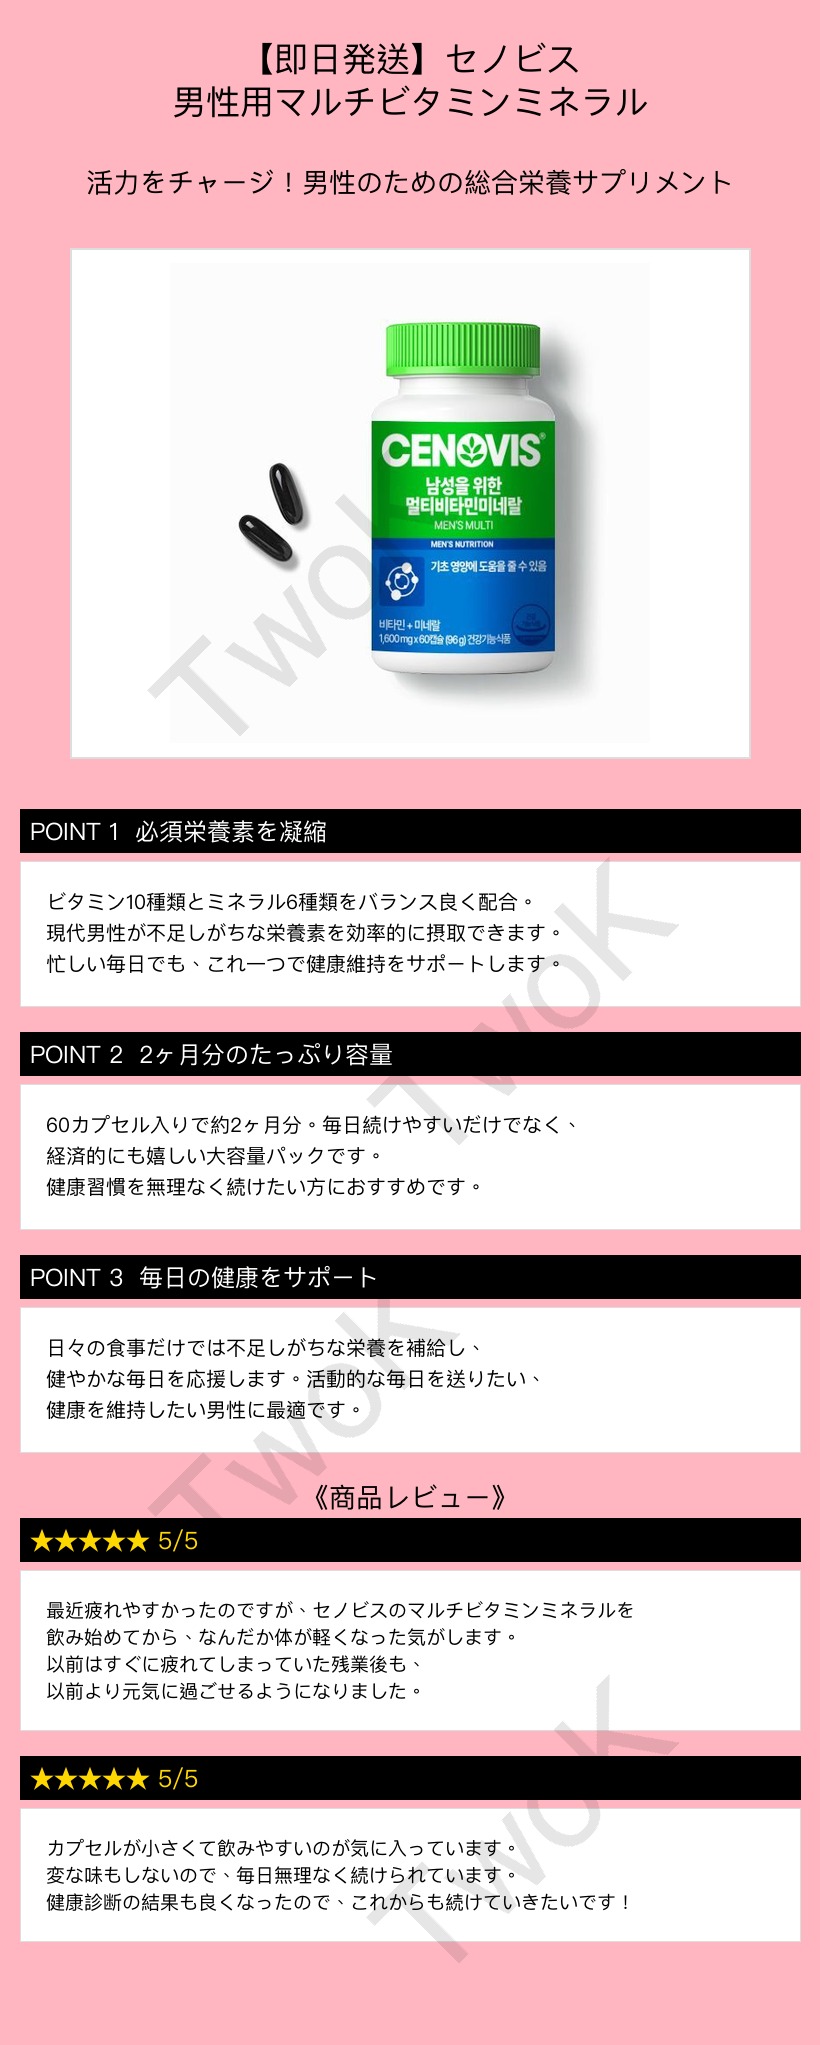 【即日発送】セノビス
男性用マルチビタミンミネラル
活力をチャージ！男性のための総合栄養サプリメント
CENOVIS®
남성을 위한
멀티비타민미네랄
MEN'S MULTI
MEN'S NUTRITION
기초 영양에 도움을 줄 수 있음
비타민 + 미네랄
1,600 mg x 60캡슐 (96 g) 건강기능식품
TwoK
POINT 1 必須栄養素を凝縮
ビタミン10種類とミネラル6種類をバランス良く配合。
現代男性が不足しがちな栄養素を効率的に摂取できます。
忙しい毎日でも、これ一つで健康維持をサポートします。
TwoK
POINT 2 2ヶ月分のたっぷり容量
60カプセル入りで約2ヶ月分。毎日続けやすいだけでなく、
経済的にも嬉しい大容量パックです。
健康習慣を無理なく続けたい方におすすめです。
POINT 3 毎日の健康をサポート
日々の食事だけでは不足しがちな栄養を補給し、
健やかな毎日を応援します。活動的な毎日を送りたい、
健康を維持したい男性に最適です。
TwoK
《商品レビュー》
★★★★★ 5/5
最近疲れやすかったのですが、セノビスのマルチビタミンミネラルを
飲み始めてから、なんだか体が軽くなった気がします。
以前はすぐに疲れてしまっていた残業後も、
以前より元気に過ごせるようになりました。
★★★★★ 5/5
カプセルが小さくて飲みやすいのが気に入っています。
変な味もしないので、毎日無理なく続けられています。
健康診断の結果も良くなったので、これからも続けていきたいです！
TwoK